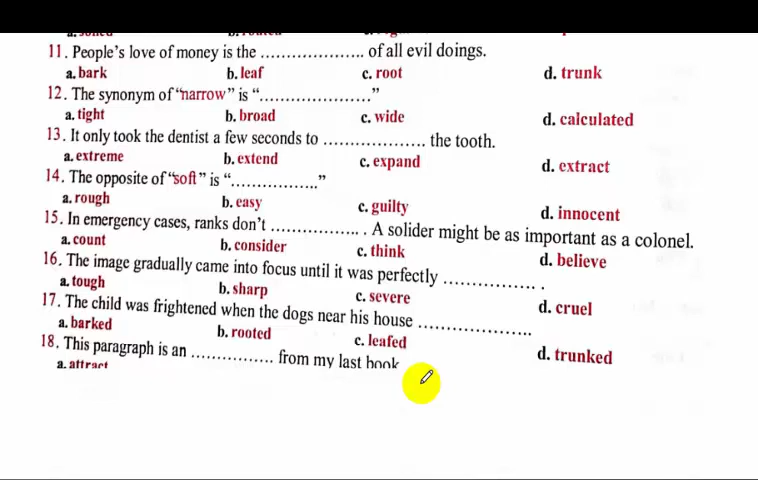 11. People's love of money is the .................... of all evil doings.
a. bark b. leaf c. root d. trunk
12. The synonym of "narrow" is "....................."
a. tight b. broad c. wide d. calculated
13. It only took the dentist a few seconds to .................... the tooth.
a. extreme b. extend c. expand d. extract
14. The opposite of "soft" is "................."
a. rough b. easy c. guilty d. innocent
15. In emergency cases, ranks don't .................. . A solider might be as important as a colonel.
a. count b. consider c. think d. believe
16. The image gradually came into focus until it was perfectly .................. .
a. tough b. sharp c. severe d. cruel
17. The child was frightened when the dogs near his house ......................
a. barked b. rooted c. leafed d. trunked
18. This paragraph is an ................ from my last book
a. attract